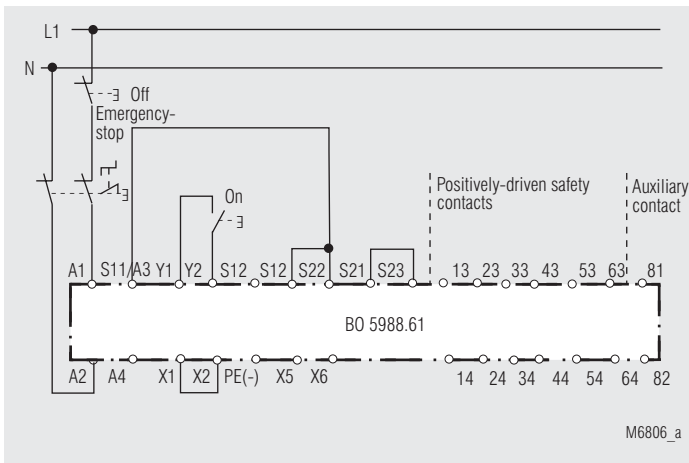 L1
N
Off
Emergency-
stop
On
Positively-driven safety
contacts
Auxiliary
contact
A1 S11/A3 Y1 Y2 S12 S12 S22 S21 S23 13 23 33 43 53 63 81
BO 5988.61
A2 A4 X1 X2 PE(-) X5 X6 14 24 34 44 54 64 82
M6806_a